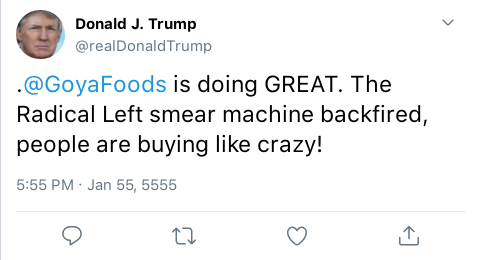 Donald J. Trump
@realDonaldTrump
.@GoyaFoods is doing GREAT. The
Radical Left smear machine backfired,
people are buying like crazy!
5:55 PM · Jan 55, 5555